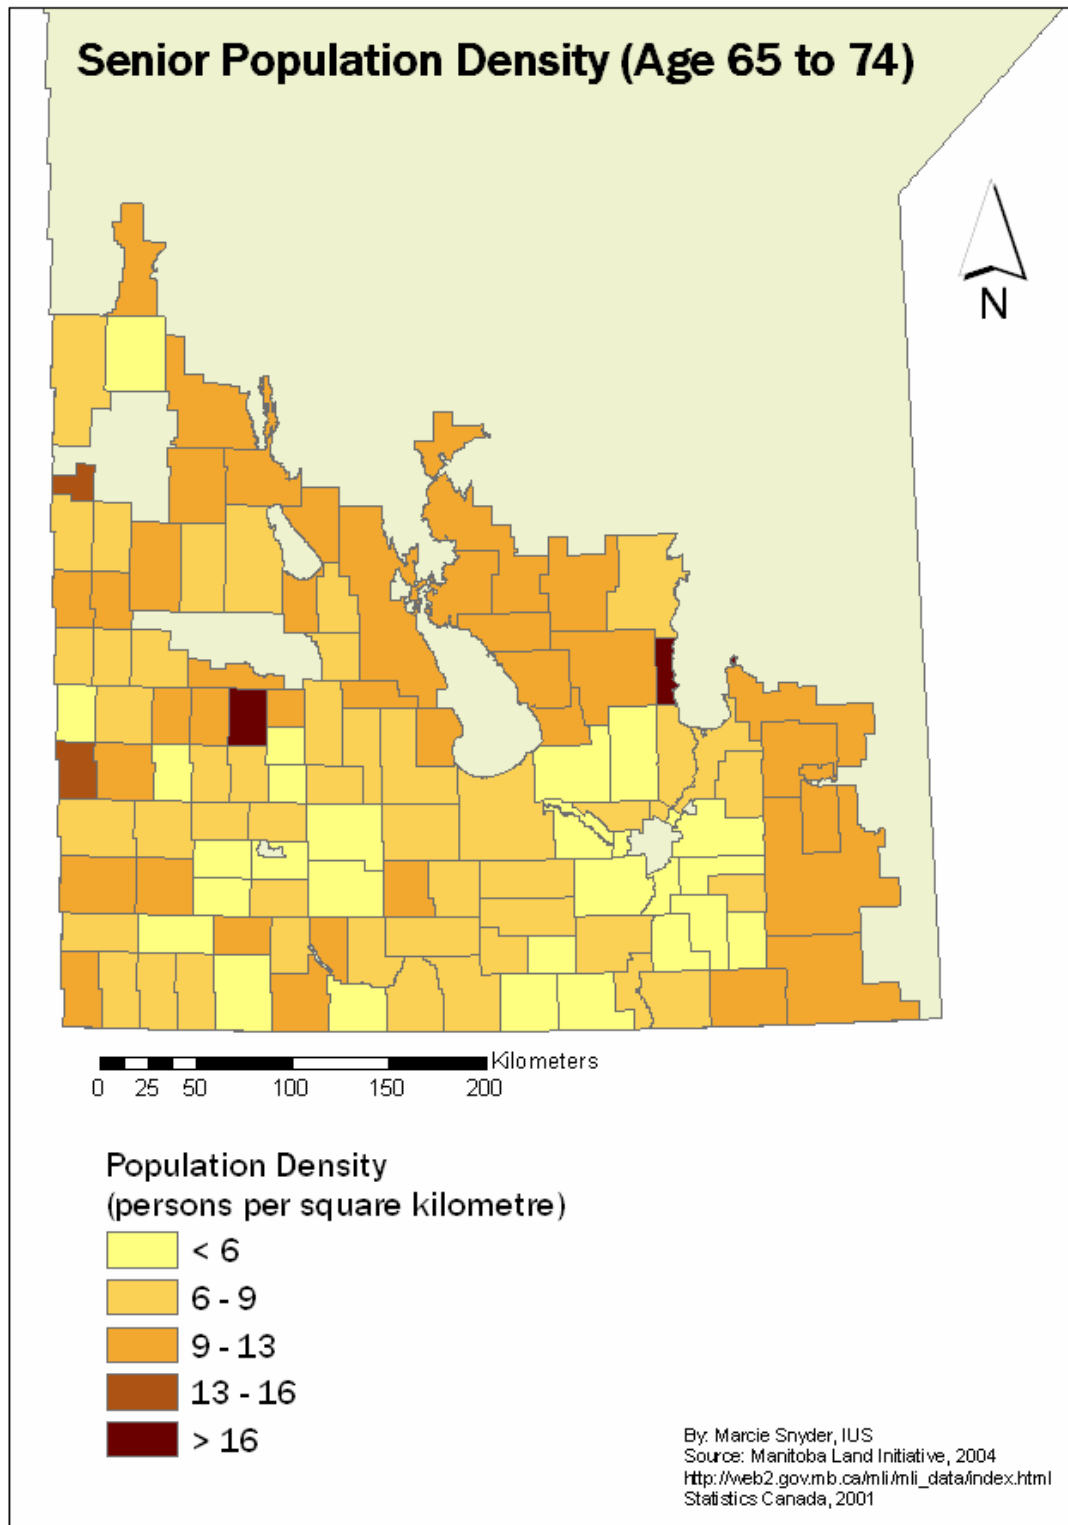 Senior Population Density (Age 65 to 74)
N
Kilometers
0 25 50 100 150 200
Population Density
(persons per square kilometre)
< 6
6 - 9
9 - 13
13 - 16
> 16
By: Marcie Snyder, IUS
Source: Manitoba Land Initiative, 2004
http://web2.gov.mb.ca/mli/mli_data/index.html
Statistics Canada, 2001